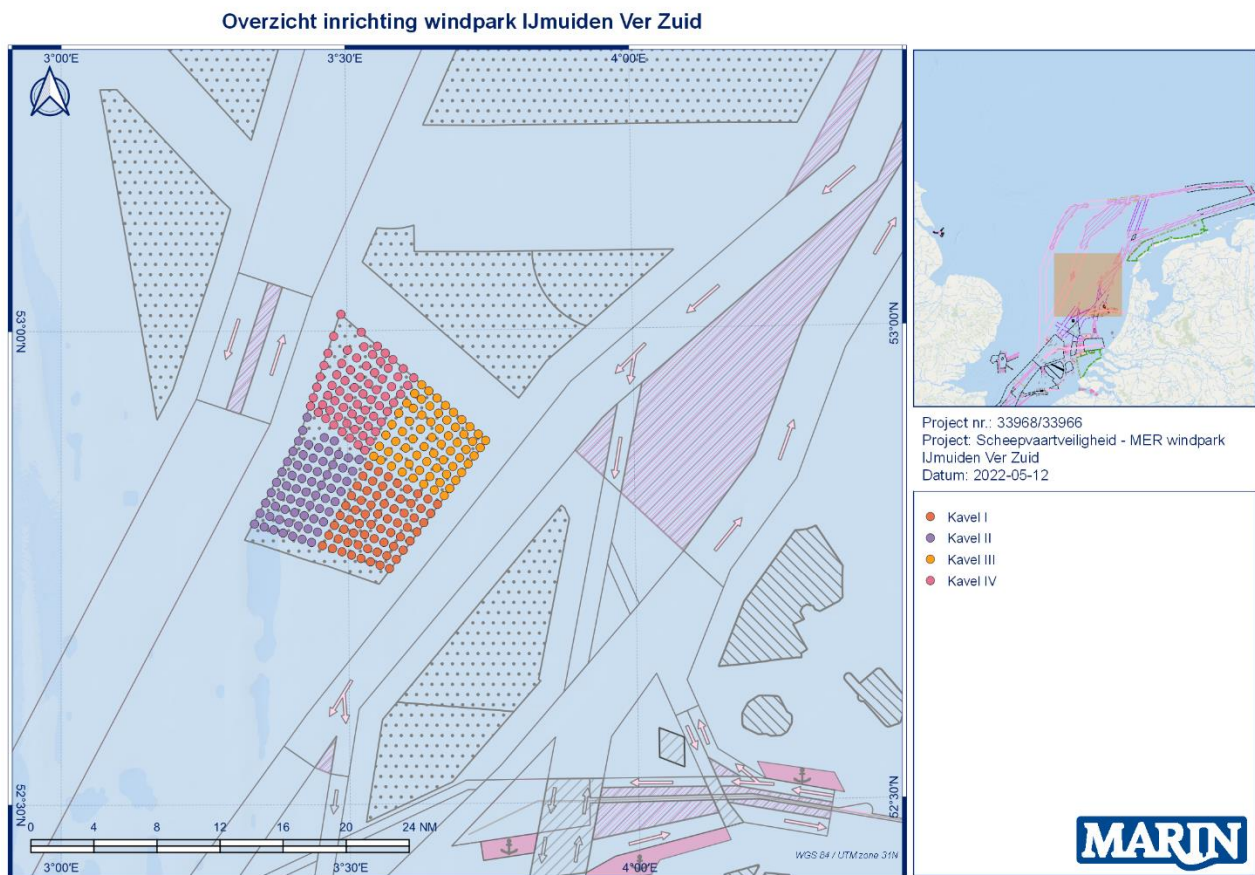 Overzicht inrichting windpark IJmuiden Ver Zuid
3°00'E
3°30'E
4°00'E
53°00'N
53°00'N
52°30'N
52°30'N
0 4 8 12 16 20 24 NM
WGS 84 / UTM zone 31N
3°00'E
3°30'E
4°00'E
Project nr.: 33968/33966
Project: Scheepvaartveiligheid - MER windpark
IJmuiden Ver Zuid
Datum: 2022-05-12
Kavel I
Kavel II
Kavel III
Kavel IV
MARIN